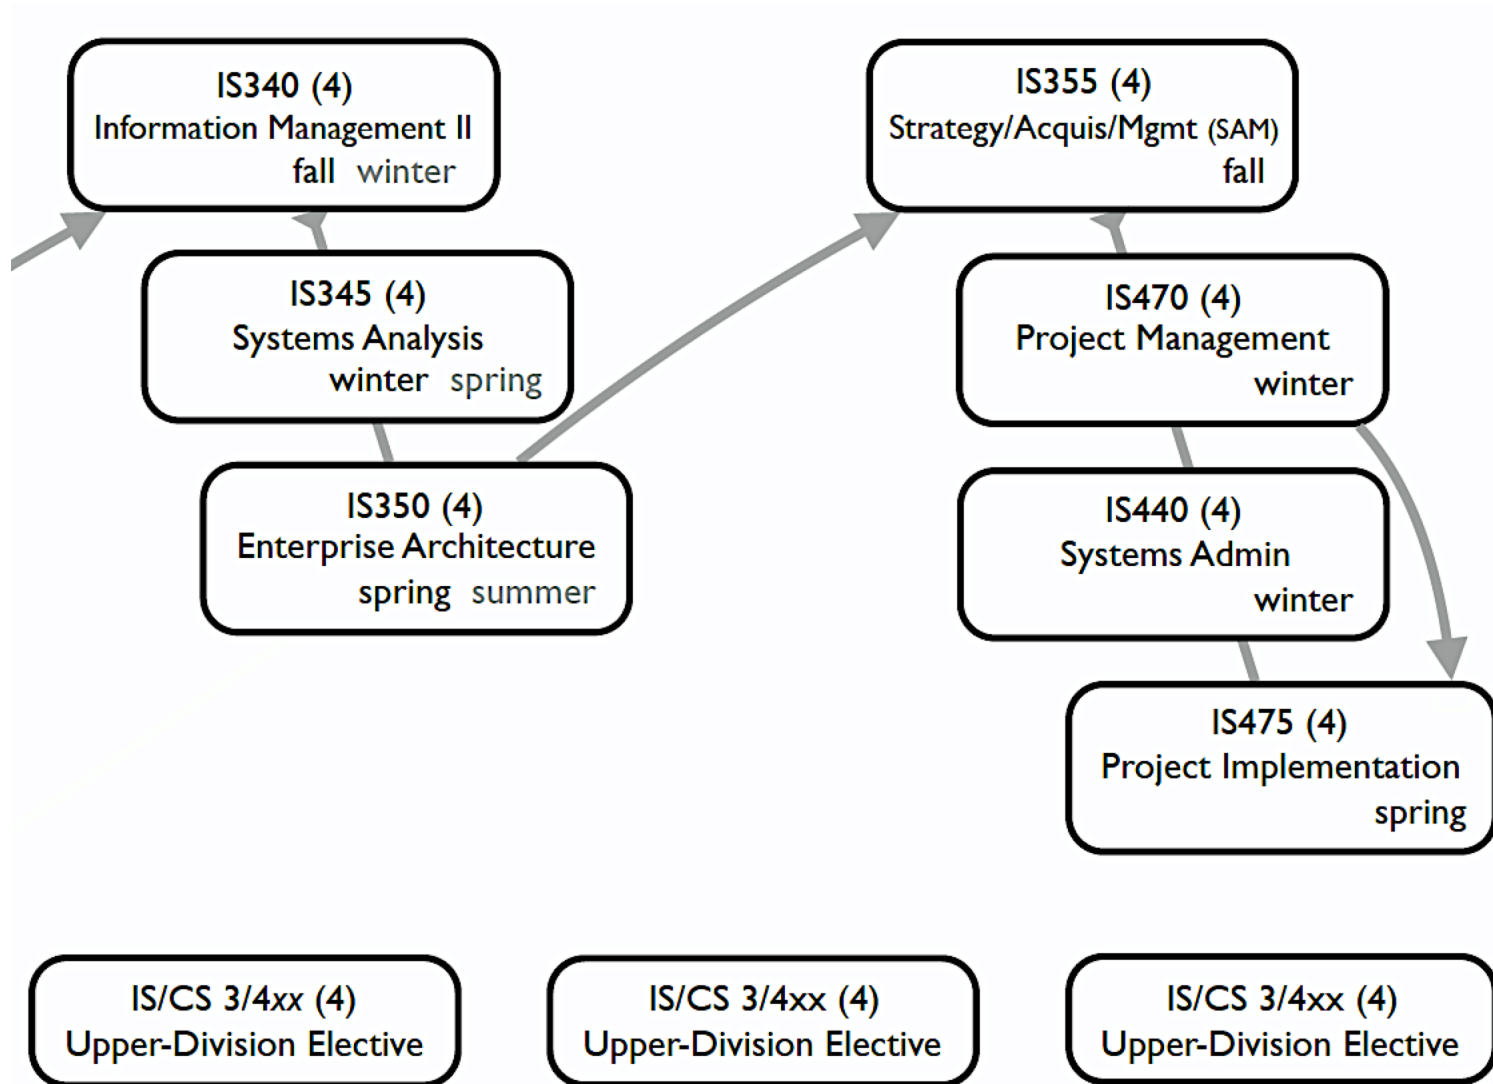 IS340 (4)
Information Management II
fall winter
IS345 (4)
Systems Analysis
winter spring
IS350 (4)
Enterprise Architecture
spring summer
IS355 (4)
Strategy/Acquis/Mgmt (SAM)
fall
IS470 (4)
Project Management
winter
IS440 (4)
Systems Admin
winter
IS475 (4)
Project Implementation
spring
IS/CS 3/4xx (4)
Upper-Division Elective
IS/CS 3/4xx (4)
Upper-Division Elective
IS/CS 3/4xx (4)
Upper-Division Elective